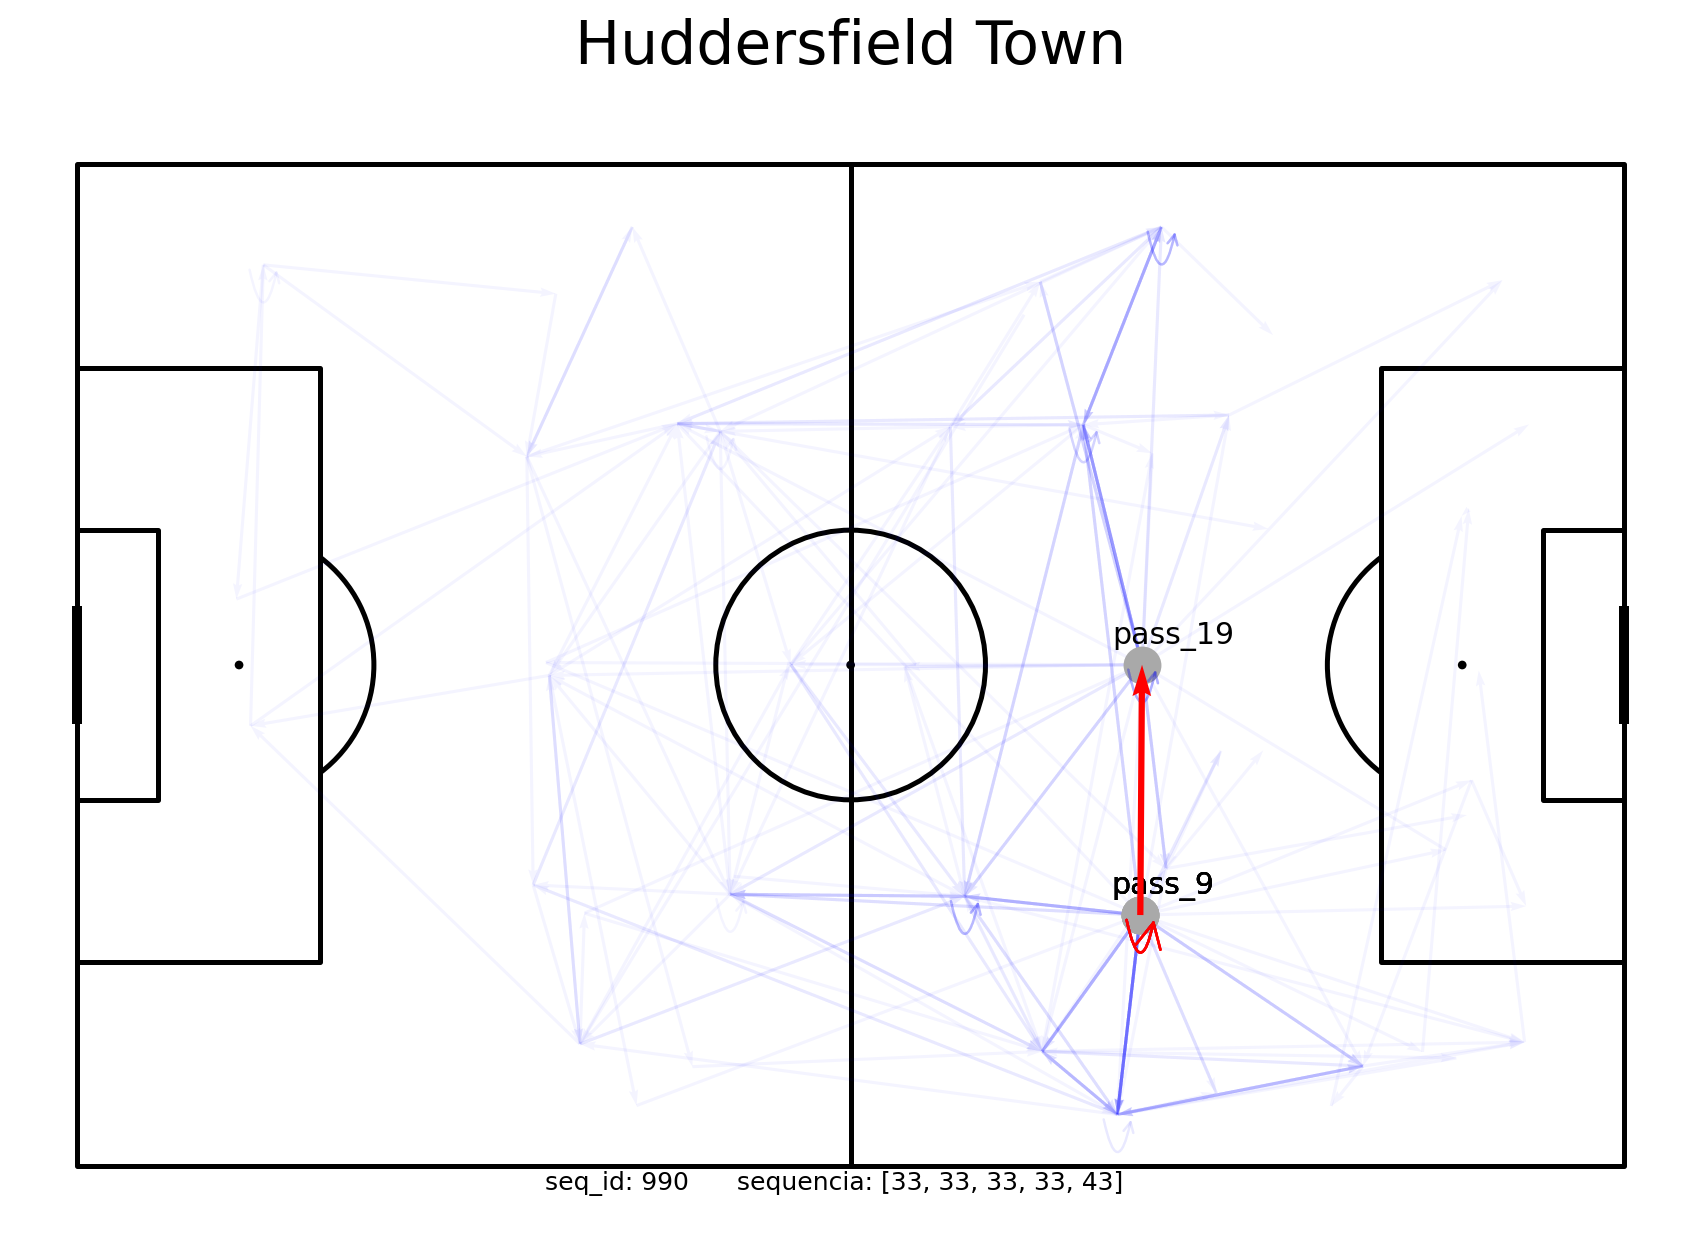 Huddersfield Town
pass_19
pass_9
seq_id: 990 sequencia: [33, 33, 33, 33, 43]